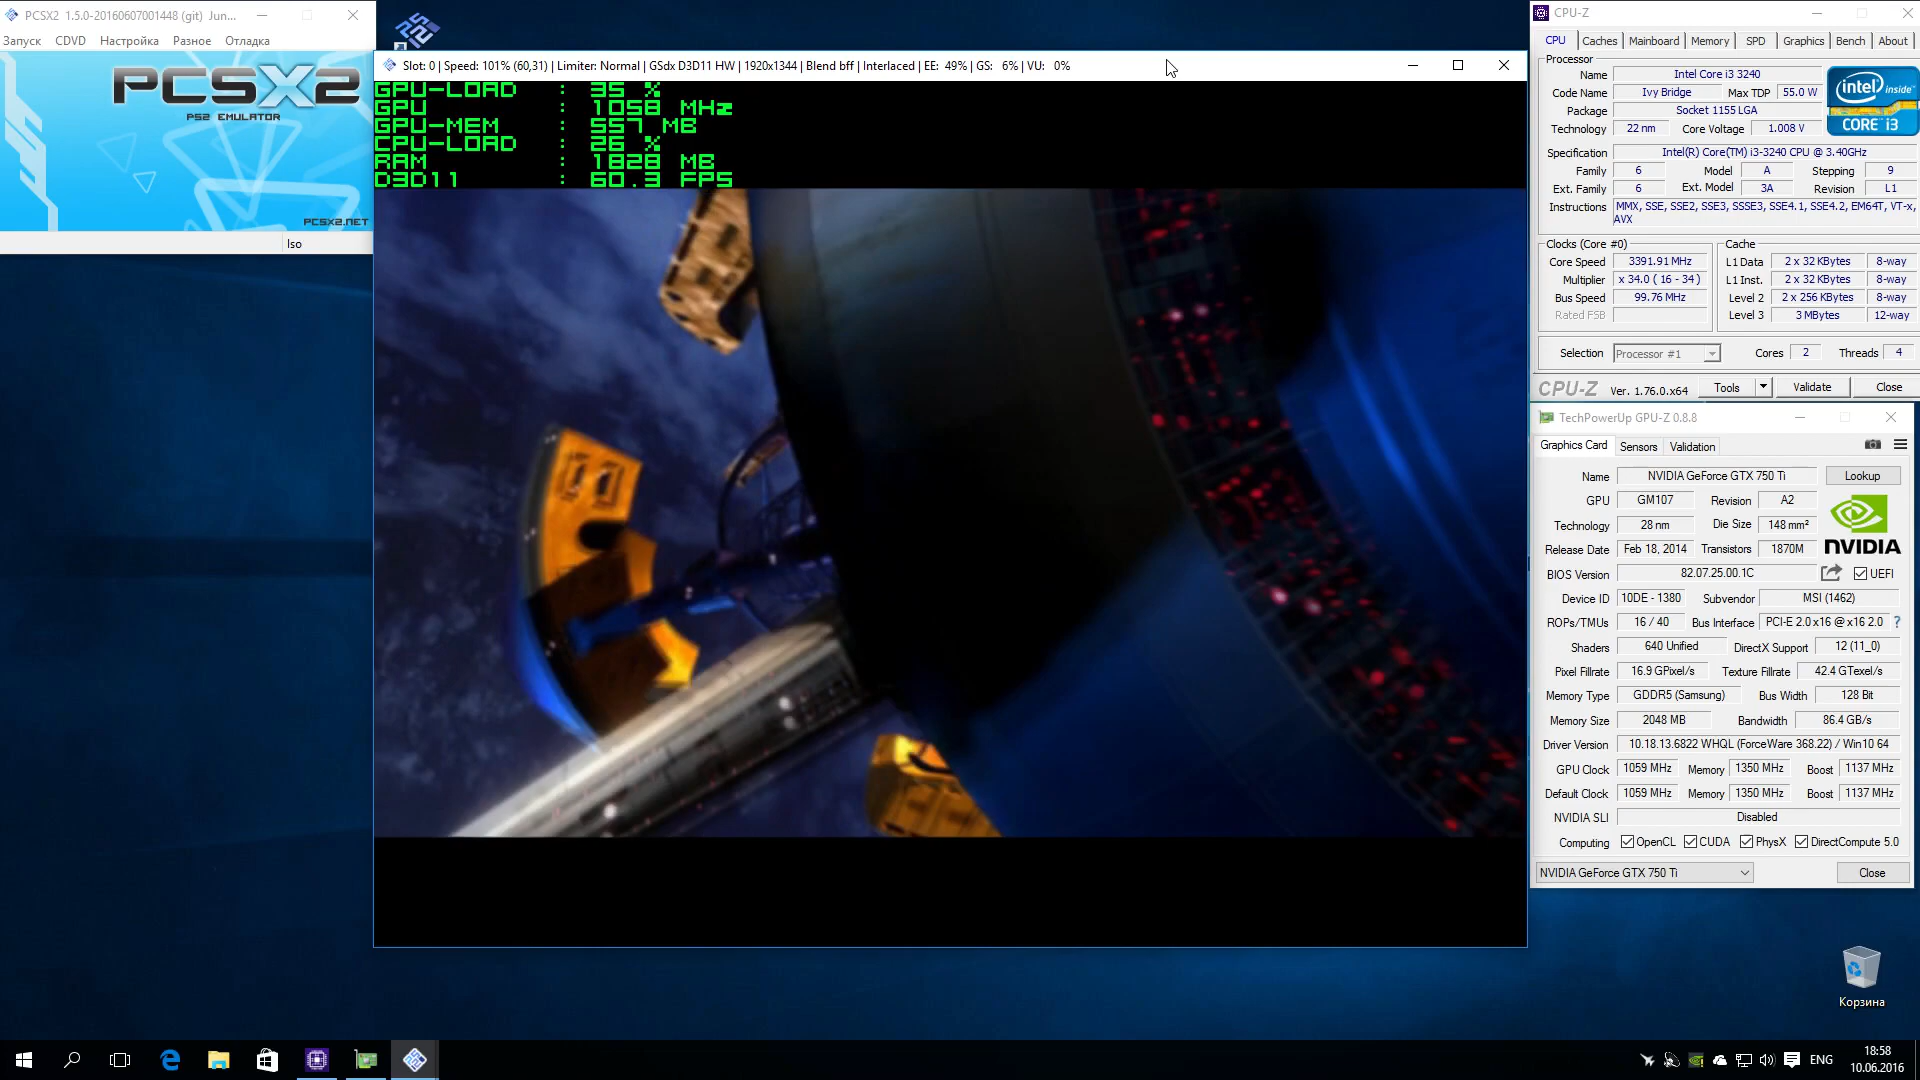 PCSX2 1.5.0-20160607001448 (git) Jun...
Запуск CDVD Настройка Разное Отладка
PCSX2
PS2 EMULATOR
PCSX2.NET
Iso
Slot: 0 | Speed: 101% (60,31) | Limiter: Normal | GSdx D3D11 HW | 1920x1344 | Blend bff | Interlaced | EE: 49% | GS: 6% | VU: 0%
GPU-LOAD : 35 %
GPU : 1058 MHz
GPU-MEM : 557 MB
CPU-LOAD : 26 %
RAM : 1828 MB
D3D11 : 60.3 FPS
CPU-Z
CPU Caches Mainboard Memory SPD Graphics Bench About
Processor
Name Intel Core i3 3240
Code Name Ivy Bridge Max TDP 55.0 W
Package Socket 1155 LGA
Technology 22 nm Core Voltage 1.008 V
intel inside
CORE i3
Specification Intel(R) Core(TM) i3-3240 CPU @ 3.40GHz
Family 6 Model A Stepping 9
Ext. Family 6 Ext. Model 3A Revision L1
Instructions MMX, SSE, SSE2, SSE3, SSSE3, SSE4.1, SSE4.2, EM64T, VT-x, AVX
Clocks (Core #0)
Core Speed 3391.91 MHz
Multiplier x 34.0 ( 16 - 34 )
Bus Speed 99.76 MHz
Rated FSB
Cache
L1 Data 2 x 32 KBytes 8-way
L1 Inst. 2 x 32 KBytes 8-way
Level 2 2 x 256 KBytes 8-way
Level 3 3 MBytes 12-way
Selection Processor #1 Cores 2 Threads 4
CPU-Z Ver. 1.76.0.x64 Tools Validate Close
TechPowerUp GPU-Z 0.8.8
Graphics Card Sensors Validation
Name NVIDIA GeForce GTX 750 Ti Lookup
GPU GM107 Revision A2
Technology 28 nm Die Size 148 mm²
Release Date Feb 18, 2014 Transistors 1870M
NVIDIA
BIOS Version 82.07.25.00.1C UEFI
Device ID 10DE - 1380 Subvendor MSI (1462)
ROPs/TMUs 16 / 40 Bus Interface PCI-E 2.0 x16 @ x16 2.0 ?
Shaders 640 Unified DirectX Support 12 (11_0)
Pixel Fillrate 16.9 GPixel/s Texture Fillrate 42.4 GTexel/s
Memory Type GDDR5 (Samsung) Bus Width 128 Bit
Memory Size 2048 MB Bandwidth 86.4 GB/s
Driver Version 10.18.13.6822 WHQL (ForceWare 368.22) / Win10 64
GPU Clock 1059 MHz Memory 1350 MHz Boost 1137 MHz
Default Clock 1059 MHz Memory 1350 MHz Boost 1137 MHz
NVIDIA SLI Disabled
Computing OpenCL CUDA PhysX DirectCompute 5.0
NVIDIA GeForce GTX 750 Ti Close
Корзина
ENG
18:58
10.06.2016